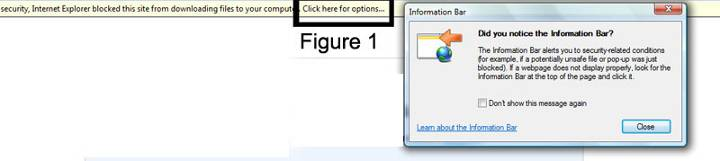 security, Internet Explorer blocked this site from downloading files to your compute Click here for options...
Figure 1
Information Bar
Did you notice the Information Bar?
The Information Bar alerts you to security-related conditions
(for example, if a potentially unsafe file or pop-up was just
blocked). If a webpage does not display properly, look for the
Information Bar at the top of the page and click it.
Don't show this message again
Learn about the Information Bar
Close